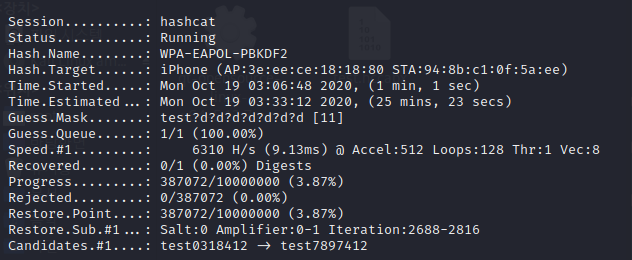 Session..........: hashcat
Status...........: Running
Hash.Name........: WPA-EAPOL-PBKDF2
Hash.Target......: iPhone (AP:3e:ee:ce:18:18:80 STA:94:8b:c1:0f:5a:ee)
Time.Started.....: Mon Oct 19 03:06:48 2020, (1 min, 1 sec)
Time.Estimated...: Mon Oct 19 03:33:12 2020, (25 mins, 23 secs)
Guess.Mask.......: test?d?d?d?d?d?d?d [11]
Guess.Queue......: 1/1 (100.00%)
Speed.#1.........:     6310 H/s (9.13ms) @ Accel:512 Loops:128 Thr:1 Vec:8
Recovered........: 0/1 (0.00%) Digests
Progress.........: 387072/10000000 (3.87%)
Rejected.........: 0/387072 (0.00%)
Restore.Point....: 387072/10000000 (3.87%)
Restore.Sub.#1...: Salt:0 Amplifier:0-1 Iteration:2688-2816
Candidates.#1....: test0318412 -> test7897412